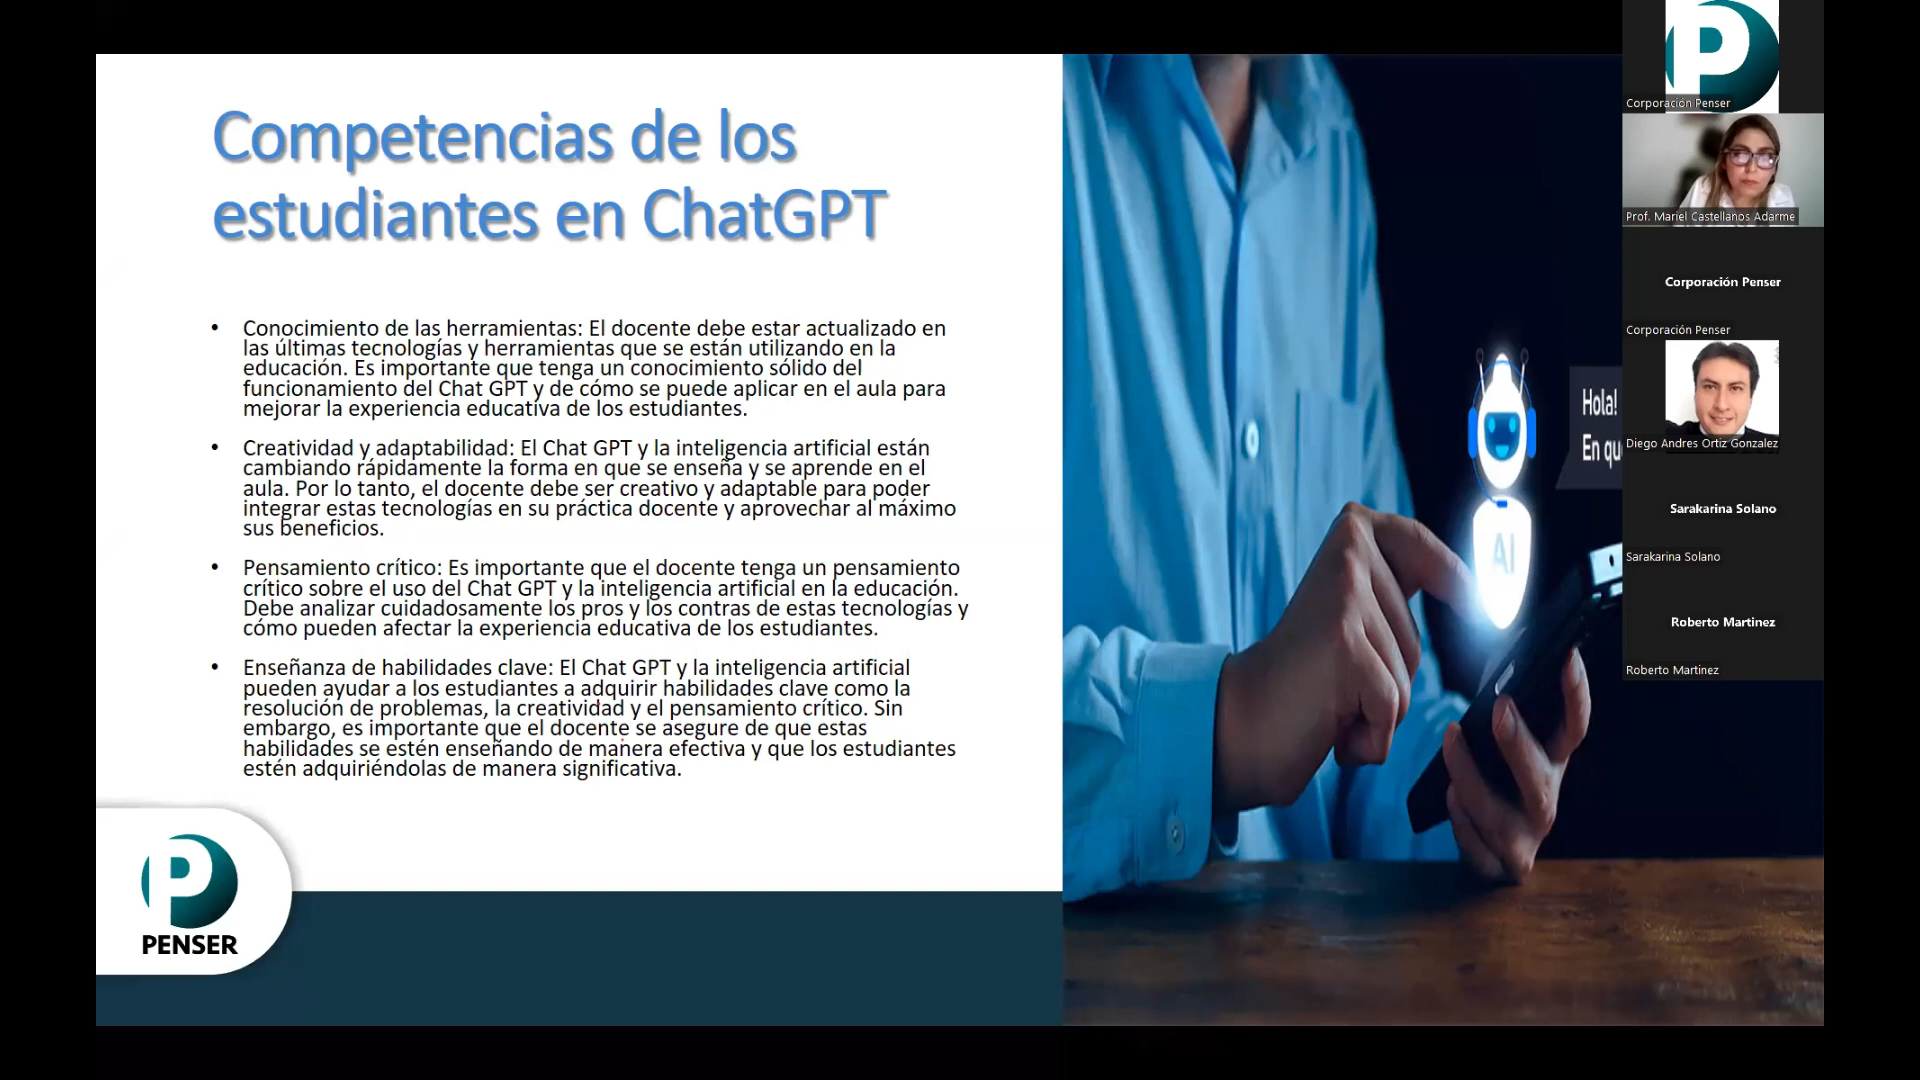 Competencias de los
estudiantes en ChatGPT
• Conocimiento de las herramientas: El docente debe estar actualizado en
las últimas tecnologías y herramientas que se están utilizando en la
educación. Es importante que tenga un conocimiento sólido del
funcionamiento del Chat GPT y de cómo se puede aplicar en el aula para
mejorar la experiencia educativa de los estudiantes.
• Creatividad y adaptabilidad: El Chat GPT y la inteligencia artificial están
cambiando rápidamente la forma en que se enseña y se aprende en el
aula. Por lo tanto, el docente debe ser creativo y adaptable para poder
integrar estas tecnologías en su práctica docente y aprovechar al máximo
sus beneficios.
• Pensamiento crítico: Es importante que el docente tenga un pensamiento
crítico sobre el uso del Chat GPT y la inteligencia artificial en la educación.
Debe analizar cuidadosamente los pros y los contras de estas tecnologías y
cómo pueden afectar la experiencia educativa de los estudiantes.
• Enseñanza de habilidades clave: El Chat GPT y la inteligencia artificial
pueden ayudar a los estudiantes a adquirir habilidades clave como la
resolución de problemas, la creatividad y el pensamiento crítico. Sin
embargo, es importante que el docente se asegure de que estas
habilidades se estén enseñando de manera efectiva y que los estudiantes
estén adquiriéndolas de manera significativa.
P
PENSER
Hola!
En qu
AI
P
Corporación Penser
Prof. Mariel Castellanos Adarme
Corporación Penser
Corporación Penser
Diego Andres Ortiz Gonzalez
Sarakarina Solano
Sarakarina Solano
Roberto Martinez
Roberto Martinez